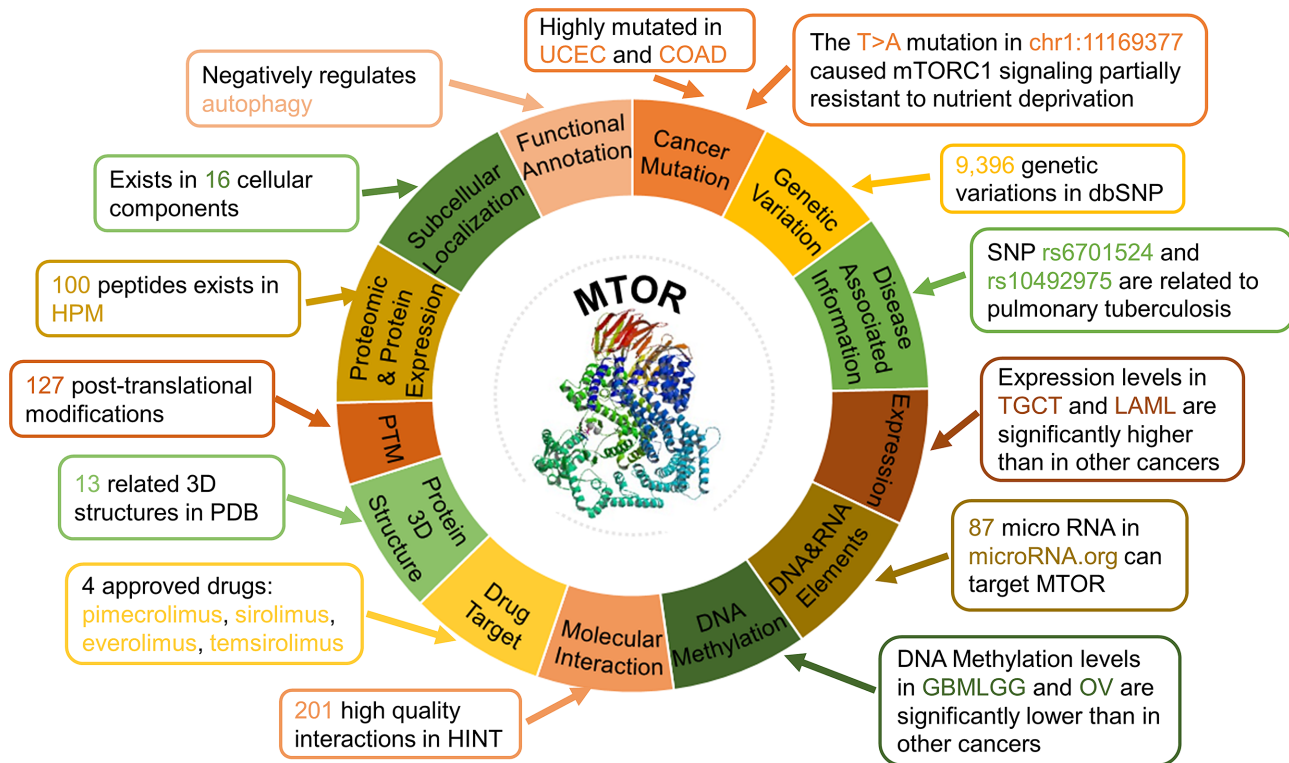 Highly mutated in
UCEC and COAD
The T>A mutation in chr1:11169377
caused mTORC1 signaling partially
resistant to nutrient deprivation
Negatively regulates
autophagy
9,396 genetic
variations in dbSNP
Exists in 16 cellular
components
SNP rs6701524 and
rs10492975 are related to
pulmonary tuberculosis
100 peptides exists in
HPM
Expression levels in
TGCT and LAML are
significantly higher
than in other cancers
127 post-translational
modifications
13 related 3D
structures in PDB
87 micro RNA in
microRNA.org can
target MTOR
4 approved drugs:
pimecrolimus, sirolimus,
everolimus, temsirolimus
DNA Methylation levels
in GBMLGG and OV are
significantly lower than in
other cancers
201 high quality
interactions in HINT
Functional
Annotation
Cancer
Mutation
Genetic
Variation
Disease
Associated
Information
Expression
DNA&RNA
Elements
DNA
Methylation
Molecular
Interaction
Drug
Target
Protein
3D
Structure
PTM
Proteomic
& Protein
Expression
Subcellular
Localization
MTOR